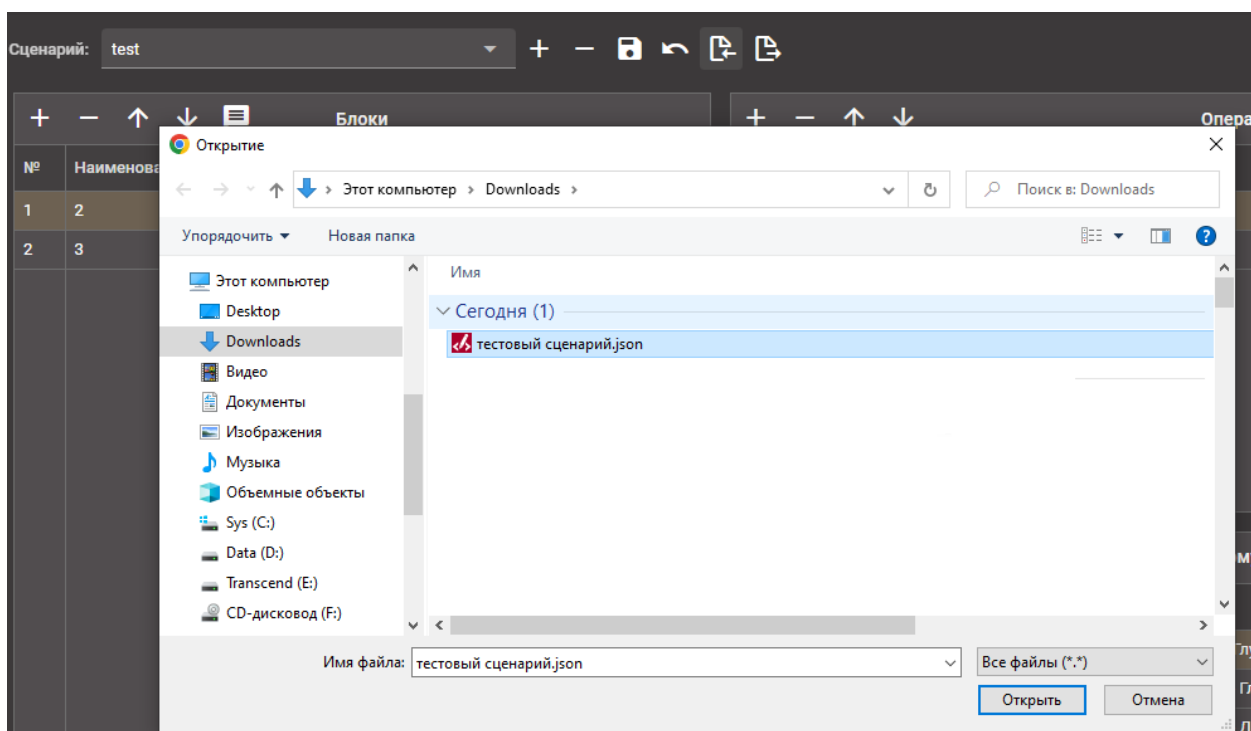 Сценарий: test
Блоки
Опера
№ Наименова
1 2
2 3
Открытие
Этот компьютер › Downloads ›
Поиск в: Downloads
Упорядочить
Новая папка
Этот компьютер
Desktop
Downloads
Видео
Документы
Изображения
Музыка
Объемные объекты
Sys (C:)
Data (D:)
Transcend (E:)
CD-дисковод (F:)
Имя
Сегодня (1)
тестовый сценарий.json
Имя файла: тестовый сценарий.json
Все файлы (*.*)
Открыть
Отмена